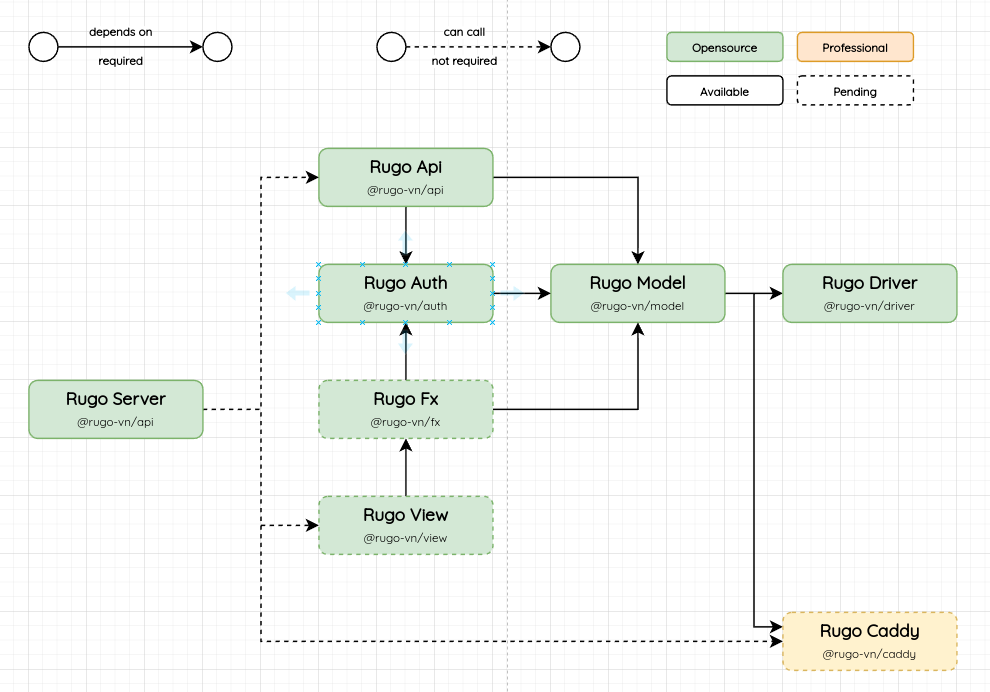 depends on
required
can call
not required
Opensource
Professional
Available
Pending
Rugo Api
@rugo-vn/api
Rugo Auth
@rugo-vn/auth
Rugo Model
@rugo-vn/model
Rugo Driver
@rugo-vn/driver
Rugo Server
@rugo-vn/api
Rugo Fx
@rugo-vn/fx
Rugo View
@rugo-vn/view
Rugo Caddy
@rugo-vn/caddy